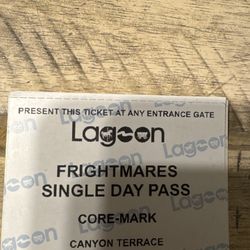 PRESENT THIS TICKET AT ANY ENTRANCE GATE
Lagoon
FRIGHTMARES
SINGLE DAY PASS
CORE-MARK
CANYON TERRACE